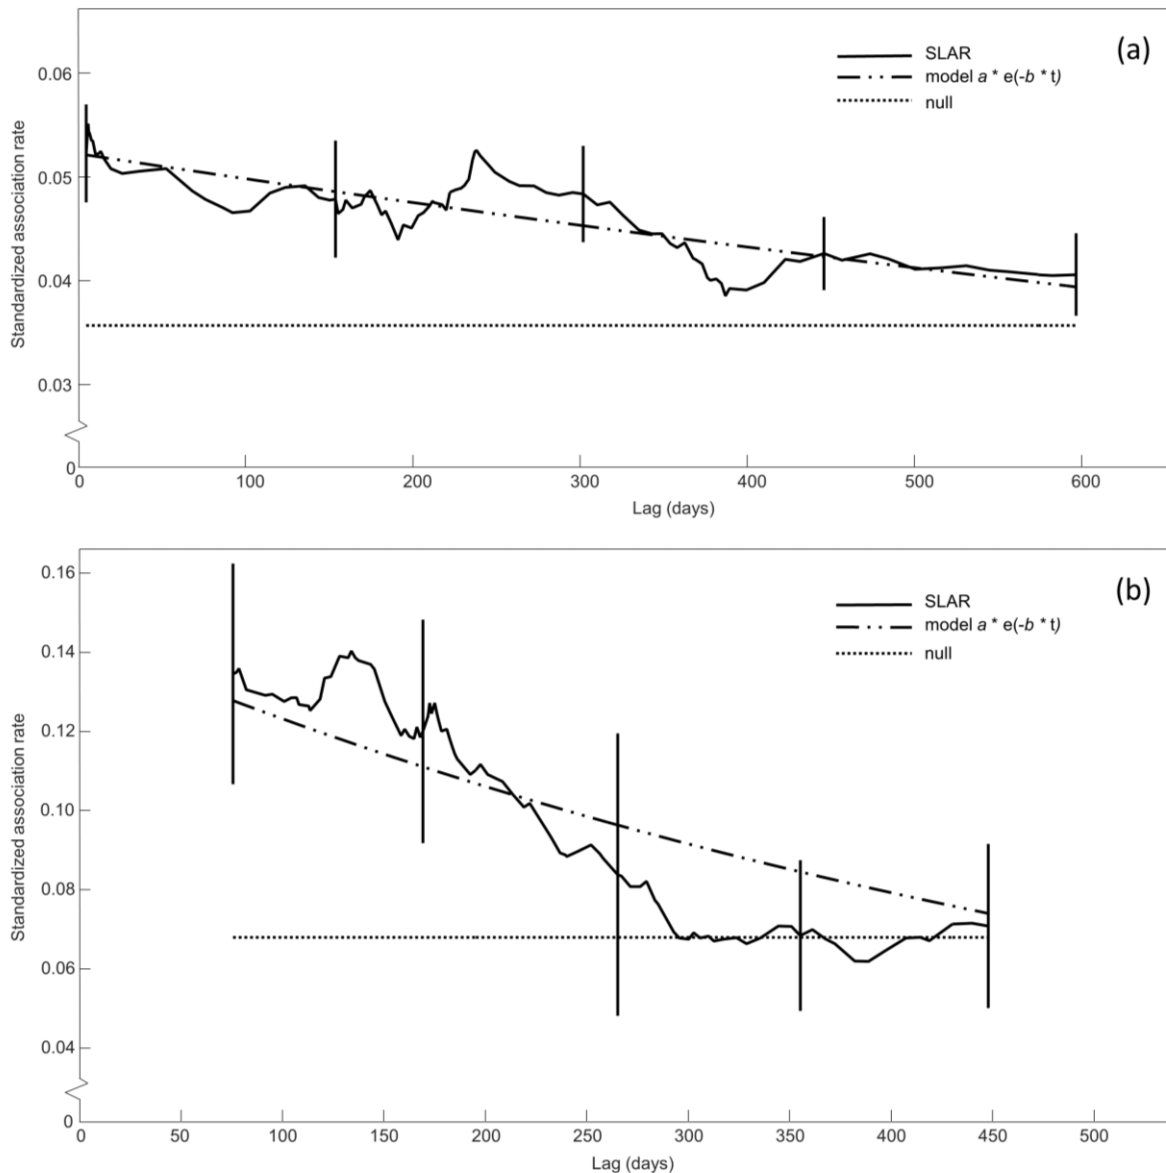 (a)
SLAR
model a * e(-b * t)
null
Standardized association rate
0.06
0.05
0.04
0.03
0
100 200 300 400 500 600
Lag (days)
(b)
SLAR
model a * e(-b * t)
null
Standardized association rate
0.16
0.14
0.12
0.10
0.08
0.06
0.04
0
0 50 100 150 200 250 300 350 400 450 500
Lag (days)